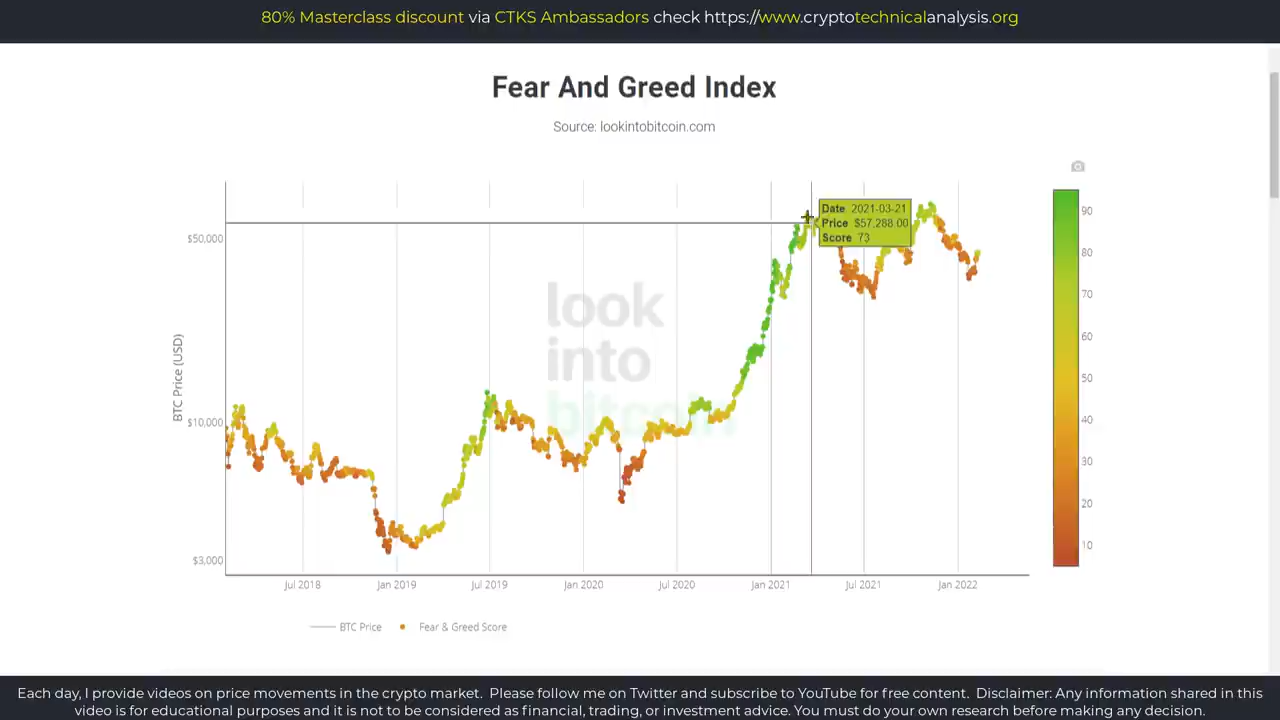 80% Masterclass discount via CTKS Ambassadors check https://www.cryptotechnicalanalysis.org
Fear And Greed Index
Source: lookintobitcoin.com
Date 2021-03-21
Price $57,288.00
Score 73
look
into
bitcoin
BTC Price (USD)
$50,000
$10,000
$3,000
Jul 2018
Jan 2019
Jul 2019
Jan 2020
Jul 2020
Jan 2021
Jul 2021
Jan 2022
90
80
70
60
50
40
30
20
10
BTC Price
Fear & Greed Score
Each day, I provide videos on price movements in the crypto market. Please follow me on Twitter and subscribe to YouTube for free content. Disclaimer: Any information shared in this
video is for educational purposes and it is not to be considered as financial, trading, or investment advice. You must do your own research before making any decision.